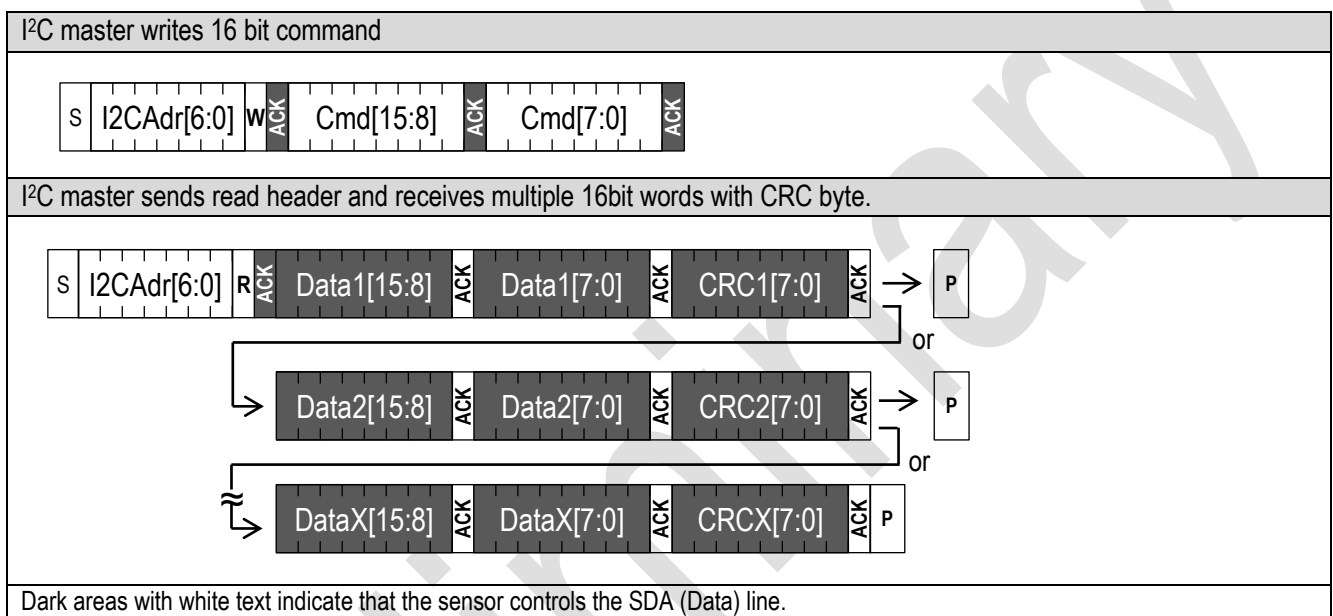 I²C master writes 16 bit command
S I2CAdr[6:0] W ACK Cmd[15:8] ACK Cmd[7:0] ACK
I²C master sends read header and receives multiple 16bit words with CRC byte.
S I2CAdr[6:0] R ACK Data1[15:8] ACK Data1[7:0] ACK CRC1[7:0] ACK P
or
Data2[15:8] ACK Data2[7:0] ACK CRC2[7:0] ACK P
or
≈
DataX[15:8] ACK DataX[7:0] ACK CRCX[7:0] ACK P
Dark areas with white text indicate that the sensor controls the SDA (Data) line.